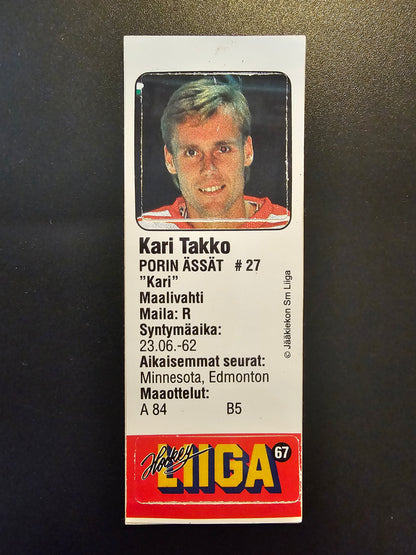 Kari Takko
PORIN ÄSSÄT # 27
"Kari"
Maalivahti
Maila: R
Syntymäaika:
23.06.-62
Aikaisemmat seurat:
Minnesota, Edmonton
Maaottelut:
A 84 B5
© Jääkiekon Sm Liiga
Hockey
LIIGA 67